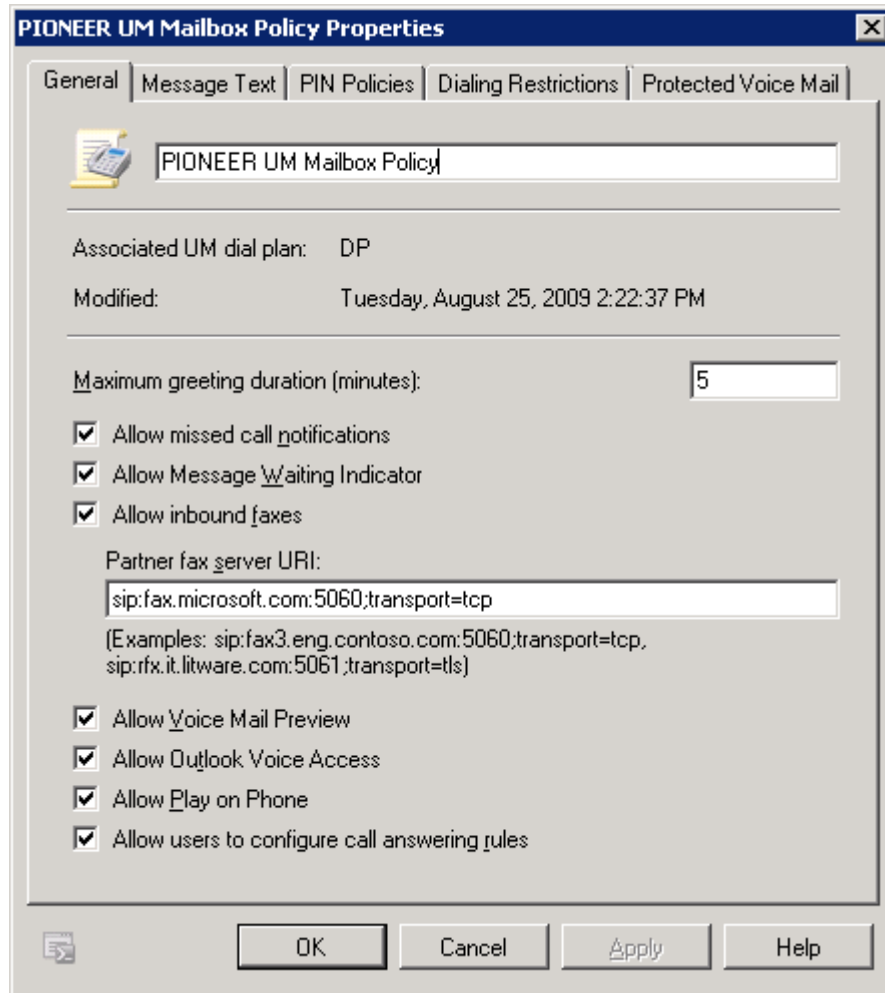 PIONEER UM Mailbox Policy Properties
General Message Text PIN Policies Dialing Restrictions Protected Voice Mail
PIONEER UM Mailbox Policy
Associated UM dial plan: DP
Modified: Tuesday, August 25, 2009 2:22:37 PM
Maximum greeting duration (minutes): 5
Allow missed call notifications
Allow Message Waiting Indicator
Allow inbound faxes
Partner fax server URI:
sip:fax.microsoft.com:5060;transport=tcp
(Examples: sip:fax3.eng.contoso.com:5060;transport=tcp,
sip:rfx.it.litware.com:5061;transport=tls)
Allow Voice Mail Preview
Allow Outlook Voice Access
Allow Play on Phone
Allow users to configure call answering rules
OK Cancel Apply Help